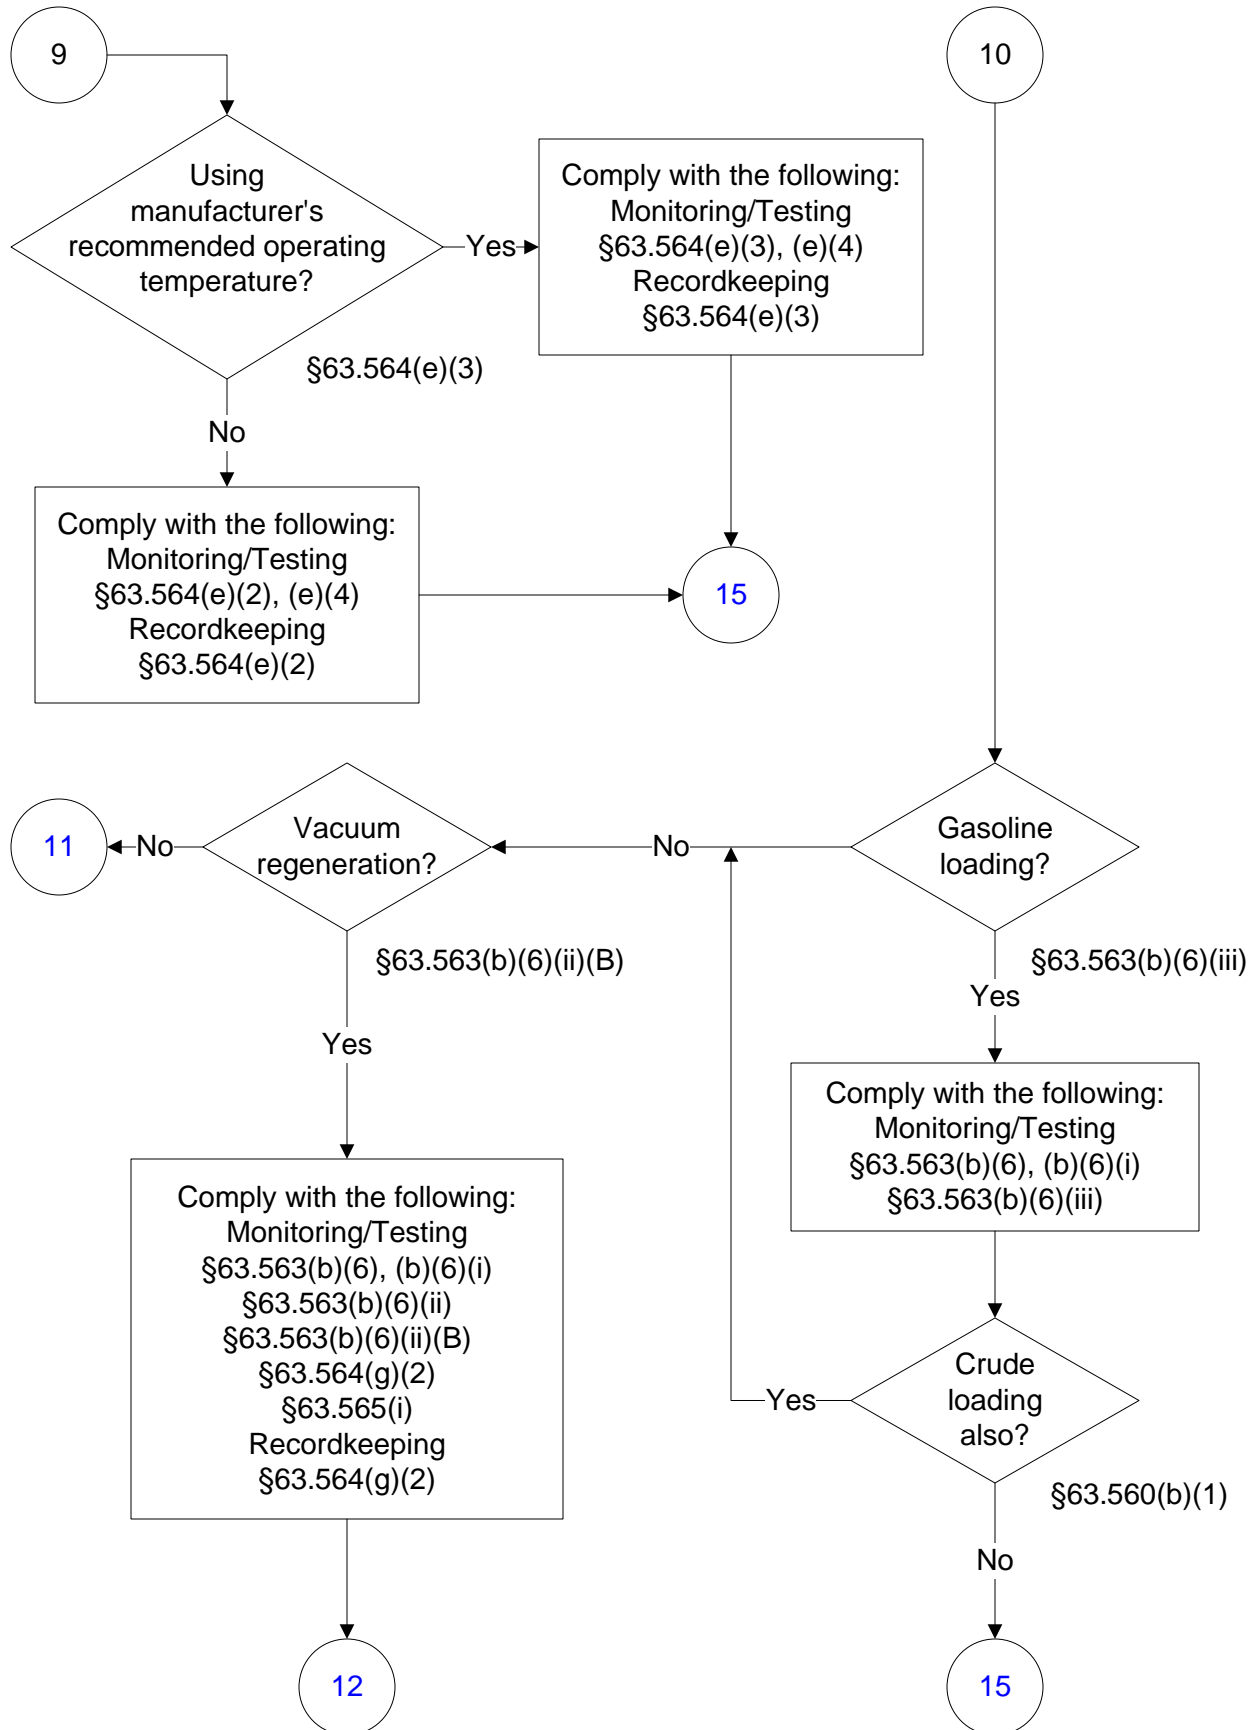 9
10
Using
manufacturer's
recommended operating
temperature?
Yes
Comply with the following:
Monitoring/Testing
§63.564(e)(3), (e)(4)
Recordkeeping
§63.564(e)(3)
§63.564(e)(3)
No
Comply with the following:
Monitoring/Testing
§63.564(e)(2), (e)(4)
Recordkeeping
§63.564(e)(2)
15
11
No
Vacuum
regeneration?
No
Gasoline
loading?
§63.563(b)(6)(ii)(B)
§63.563(b)(6)(iii)
Yes
Yes
Comply with the following:
Monitoring/Testing
§63.563(b)(6), (b)(6)(i)
§63.563(b)(6)(iii)
Comply with the following:
Monitoring/Testing
§63.563(b)(6), (b)(6)(i)
§63.563(b)(6)(ii)
§63.563(b)(6)(ii)(B)
§63.564(g)(2)
§63.565(i)
Recordkeeping
§63.564(g)(2)
Yes
Crude
loading
also?
§63.560(b)(1)
No
12
15